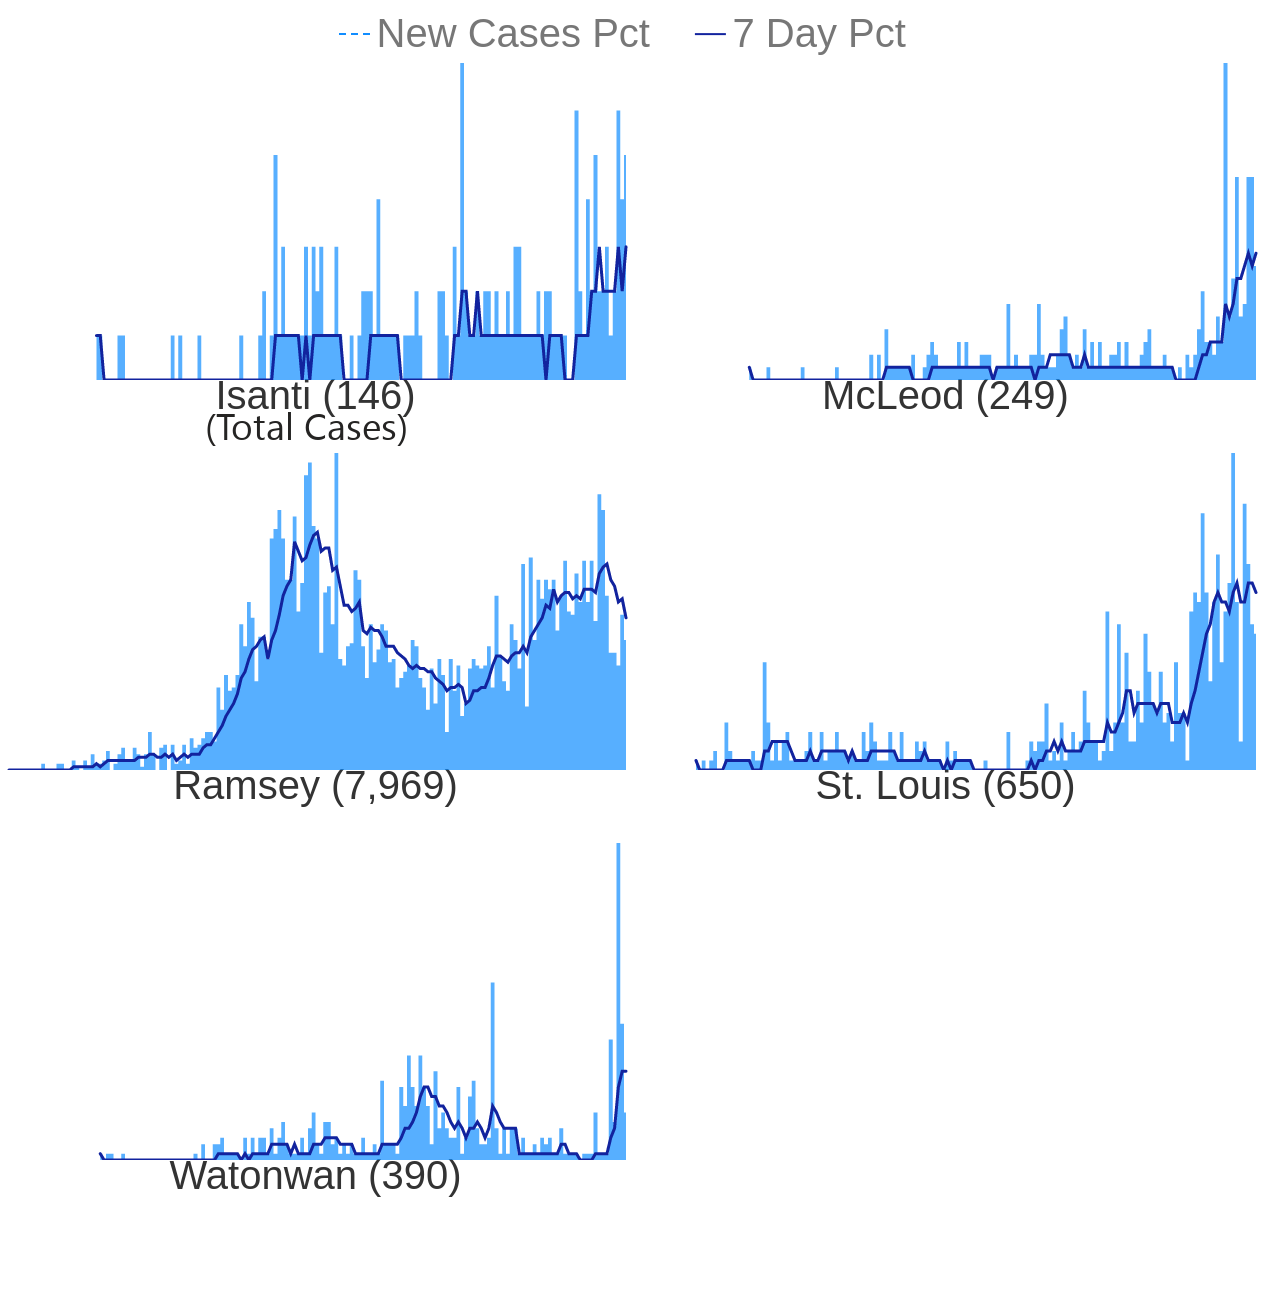 New Cases Pct 7 Day Pct
Isanti (146) McLeod (249)
(Total Cases)
Ramsey (7,969) St. Louis (650)
Watonwan (390)